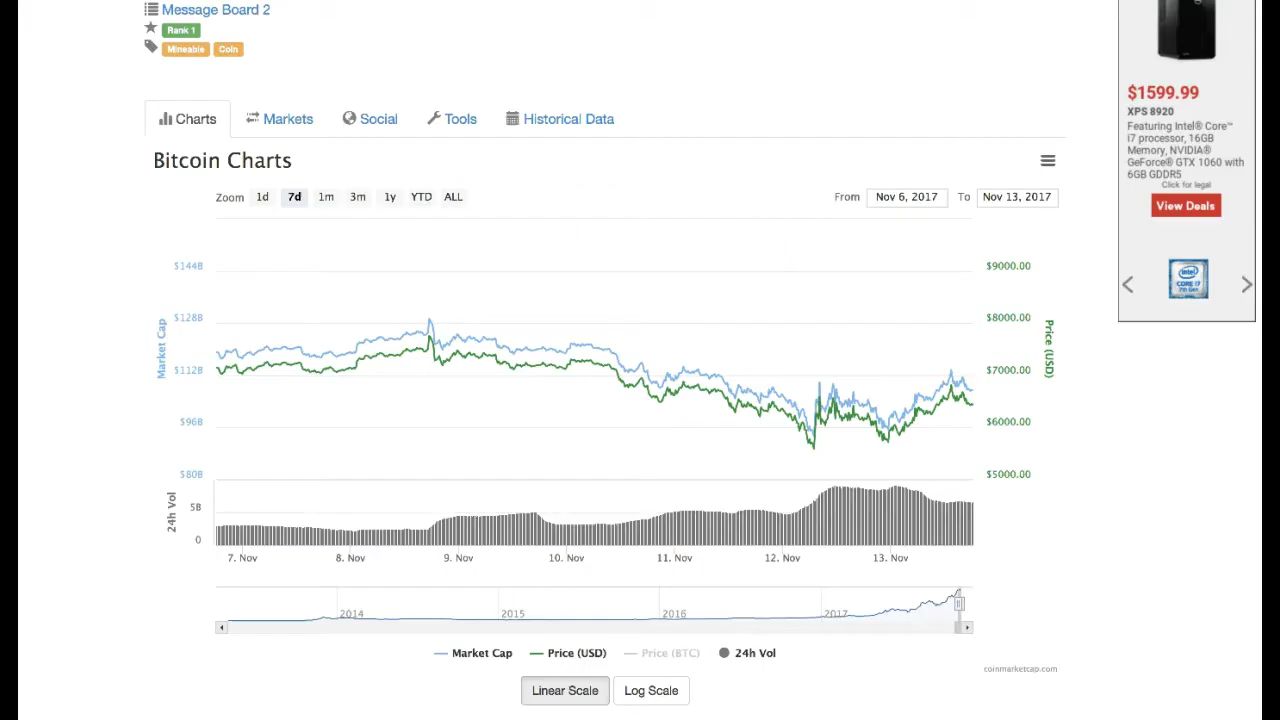 Message Board 2
Rank 1
Mineable Coin
Charts Markets Social Tools Historical Data
Bitcoin Charts
Zoom 1d 7d 1m 3m 1y YTD ALL From Nov 6, 2017 To Nov 13, 2017
$144B $9000.00
$128B $8000.00
$112B $7000.00
$96B $6000.00
$80B $5000.00
Market Cap
Price (USD)
24h Vol
5B
0
7. Nov 8. Nov 9. Nov 10. Nov 11. Nov 12. Nov 13. Nov
2014 2015 2016 2017
Market Cap Price (USD) Price (BTC) 24h Vol
coinmarketcap.com
Linear Scale Log Scale
$1599.99
XPS 8920
Featuring Intel® Core™
i7 processor, 16GB
Memory, NVIDIA®
GeForce® GTX 1060 with
6GB GDDR5
Click for legal
View Deals
intel
CORE i7
7th Gen